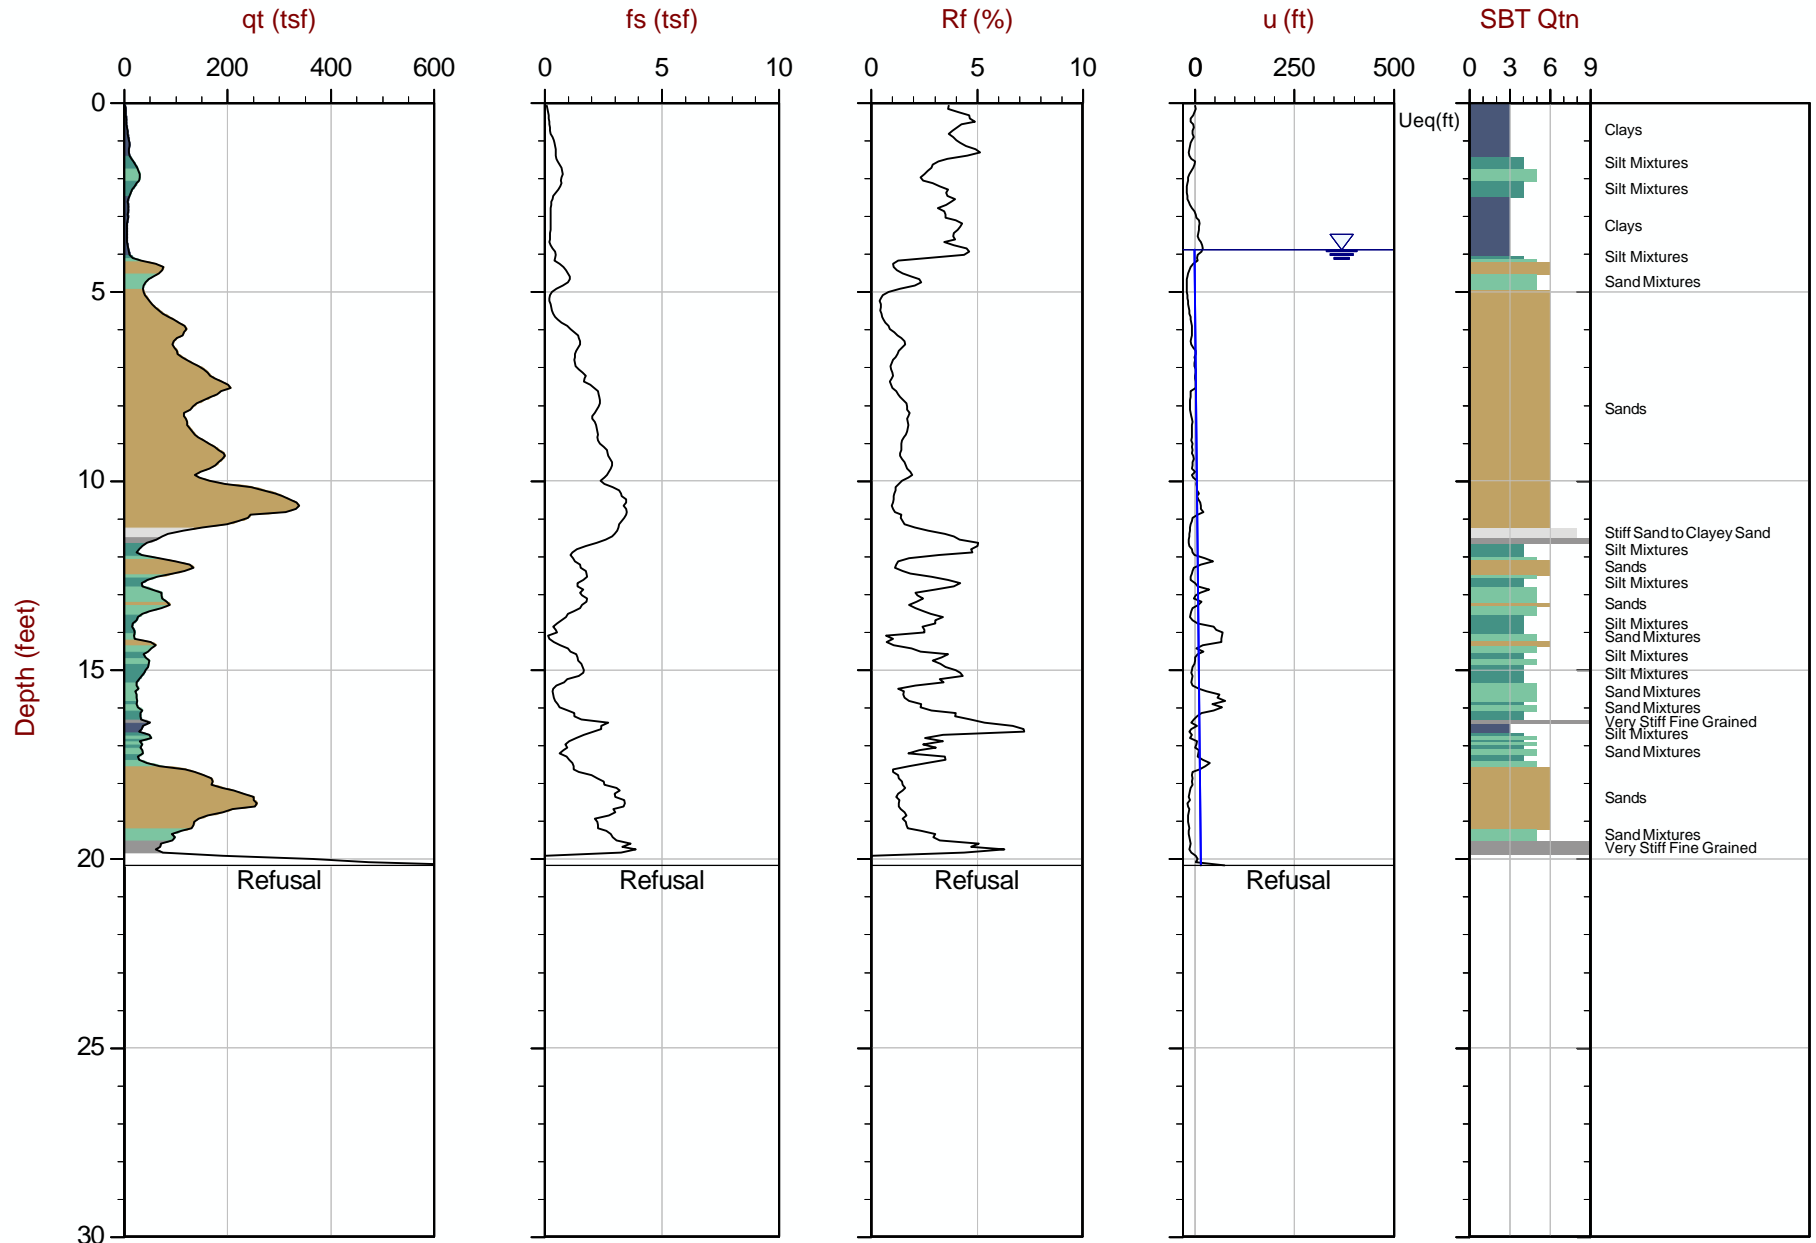 qt (tsf) fs (tsf) Rf (%) u (ft) SBT Qtn
0 200 400 600 0 5 10 0 5 10 0 250 500 0 3 6 9
0
Ueq(ft)
Clays
Silt Mixtures
Silt Mixtures
Clays
Silt Mixtures
Sand Mixtures
5
Sands
10
Stiff Sand to Clayey Sand
Silt Mixtures
Sands
Silt Mixtures
Sands
Silt Mixtures
Sand Mixtures
Silt Mixtures
15
Silt Mixtures
Sand Mixtures
Sand Mixtures
Very Stiff Fine Grained
Silt Mixtures
Sand Mixtures
Depth (feet)
Sands
Sand Mixtures
Very Stiff Fine Grained
20
Refusal Refusal Refusal Refusal
25
30